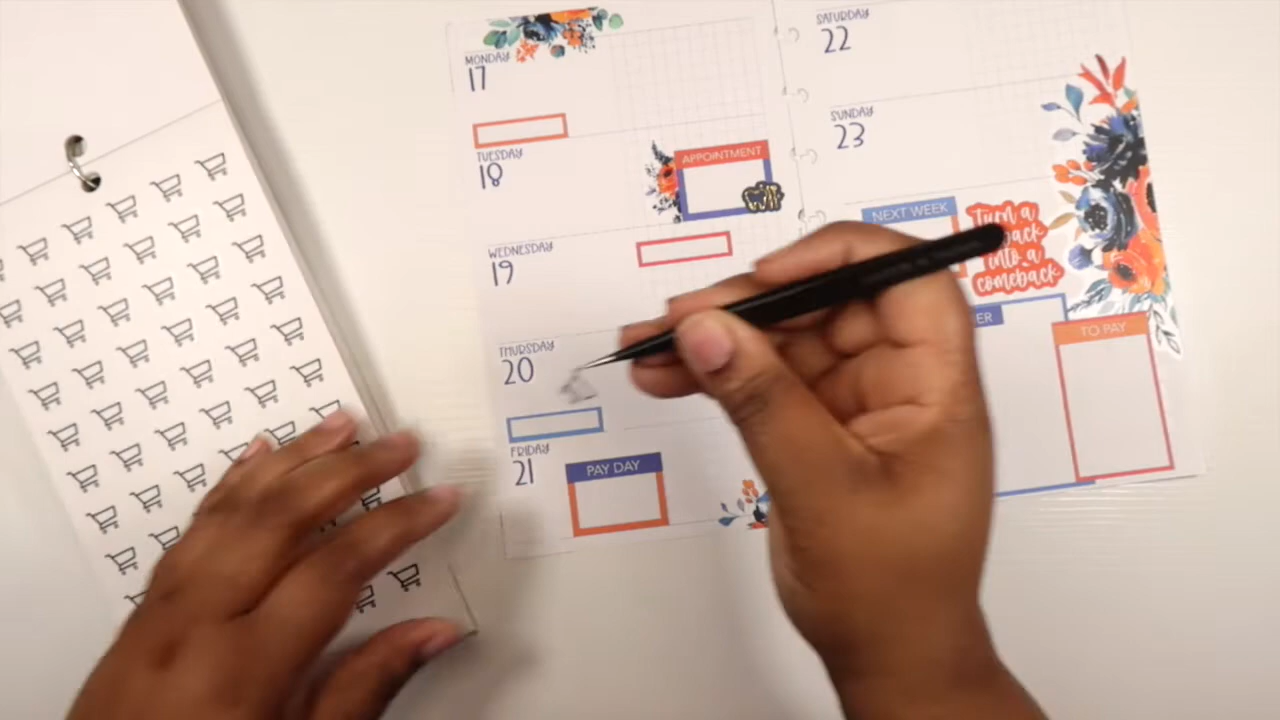 MONDAY
17
TUESDAY
18
APPOINTMENT
WEDNESDAY
19
THURSDAY
20
FRIDAY
21
PAY DAY
SATURDAY
22
SUNDAY
23
NEXT WEEK
turn a
into a
comeback
TO PAY